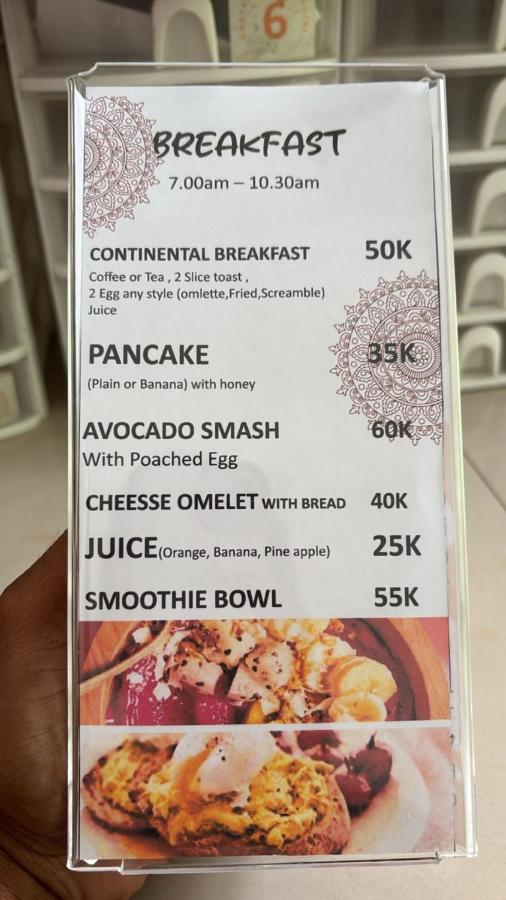 6
BREAKFAST
7.00am – 10.30am
CONTINENTAL BREAKFAST 50K
Coffee or Tea , 2 Slice toast ,
2 Egg any style (omlette,Fried,Screamble)
Juice
PANCAKE 35K
(Plain or Banana) with honey
AVOCADO SMASH 60K
With Poached Egg
CHEESSE OMELET WITH BREAD 40K
JUICE(Orange, Banana, Pine apple) 25K
SMOOTHIE BOWL 55K